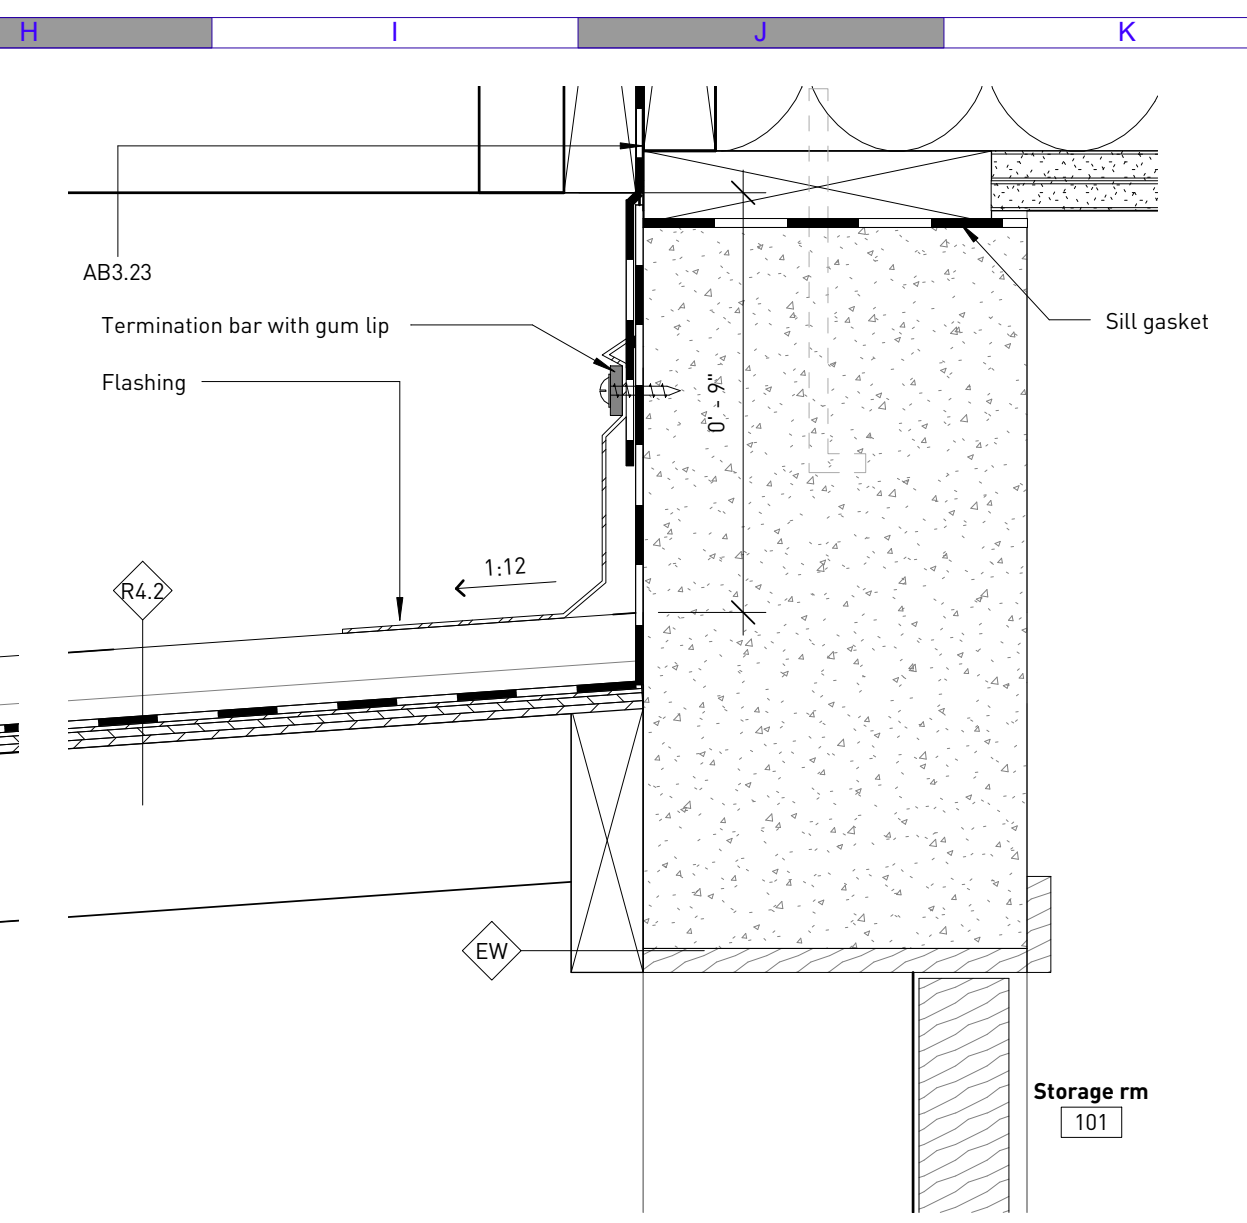 H I J K
AB3.23
Termination bar with gum lip
Sill gasket
Flashing
0' - 9"
1:12
R4.2
EW
Storage rm
101